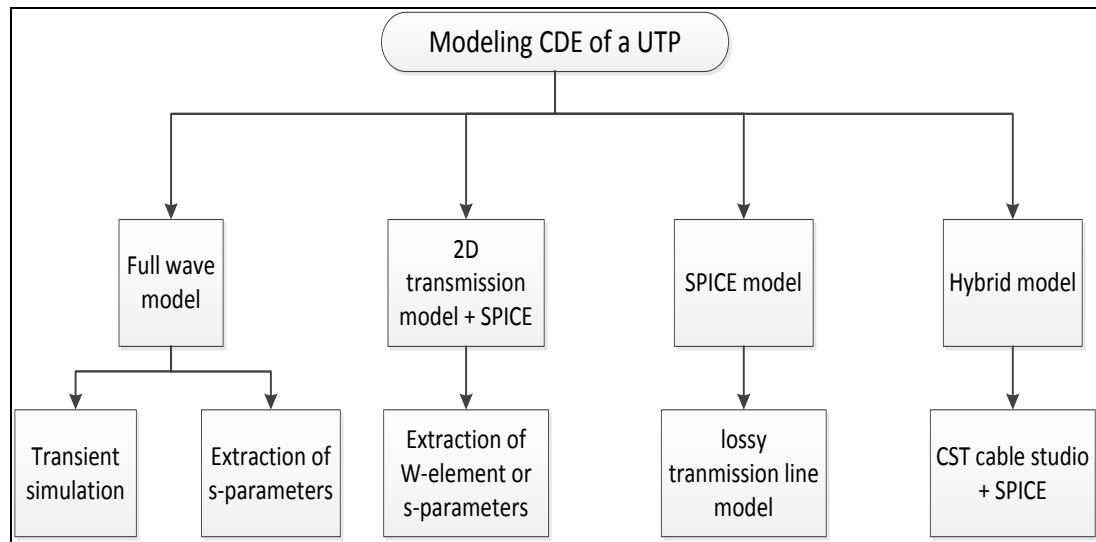 Modeling CDE of a UTP
Full wave
model
2D
transmission
model + SPICE
SPICE model
Hybrid model
Transient
simulation
Extraction of
s-parameters
Extraction of
W-element or
s-parameters
lossy
tranmission line
model
CST cable studio
+ SPICE